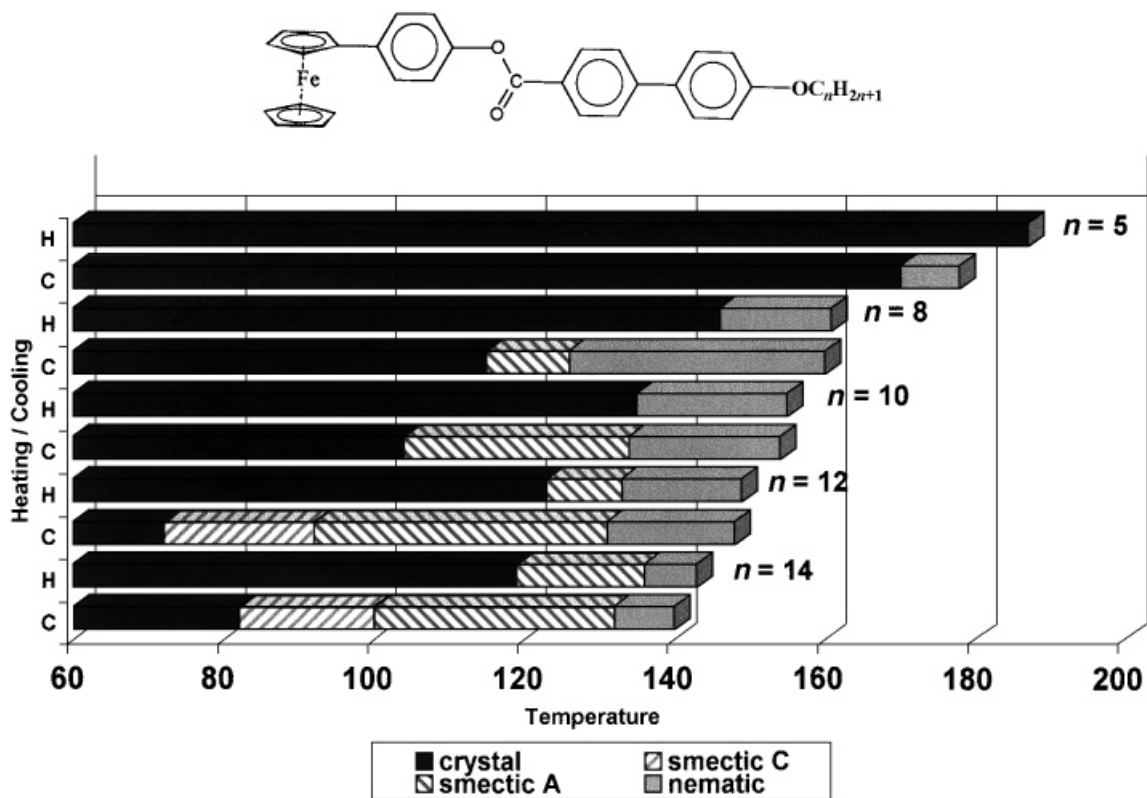 O
Fe
C
O
OCnH2n+1
H
n = 5
C
H
n = 8
C
H
n = 10
C
H
n = 12
C
H
n = 14
C
Heating / Cooling
60 80 100 120 140 160 180 200
Temperature
crystal smectic C
smectic A nematic